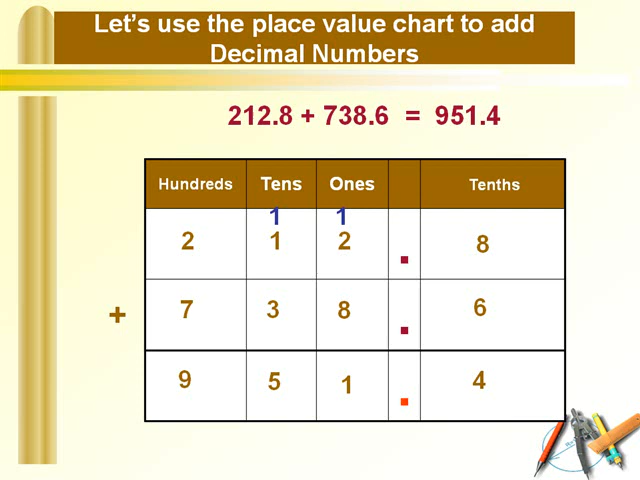 Let’s use the place value chart to add
Decimal Numbers
212.8 + 738.6 = 951.4
Hundreds Tens Ones Tenths
1 1
2 1 2 . 8
+ 7 3 8 . 6
9 5 1 . 4